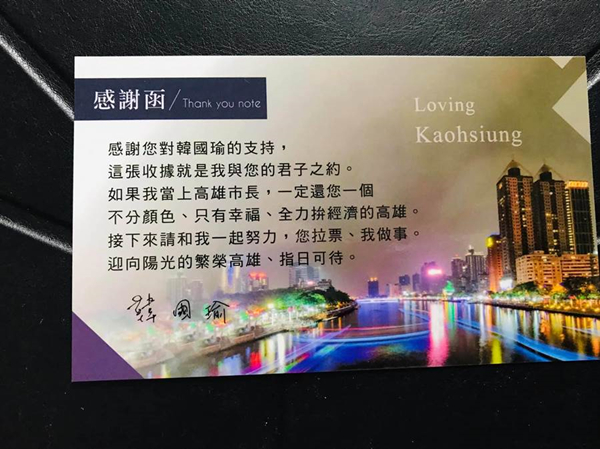 感謝函/Thank you note
Loving
Kaohsiung
感謝您對韓國瑜的支持，
這張收據就是我與您的君子之約。
如果我當上高雄市長，一定還您一個
不分顏色、只有幸福、全力拚經濟的高雄。
接下來請和我一起努力，您拉票、我做事。
迎向陽光的繁榮高雄、指日可待。
韓國瑜